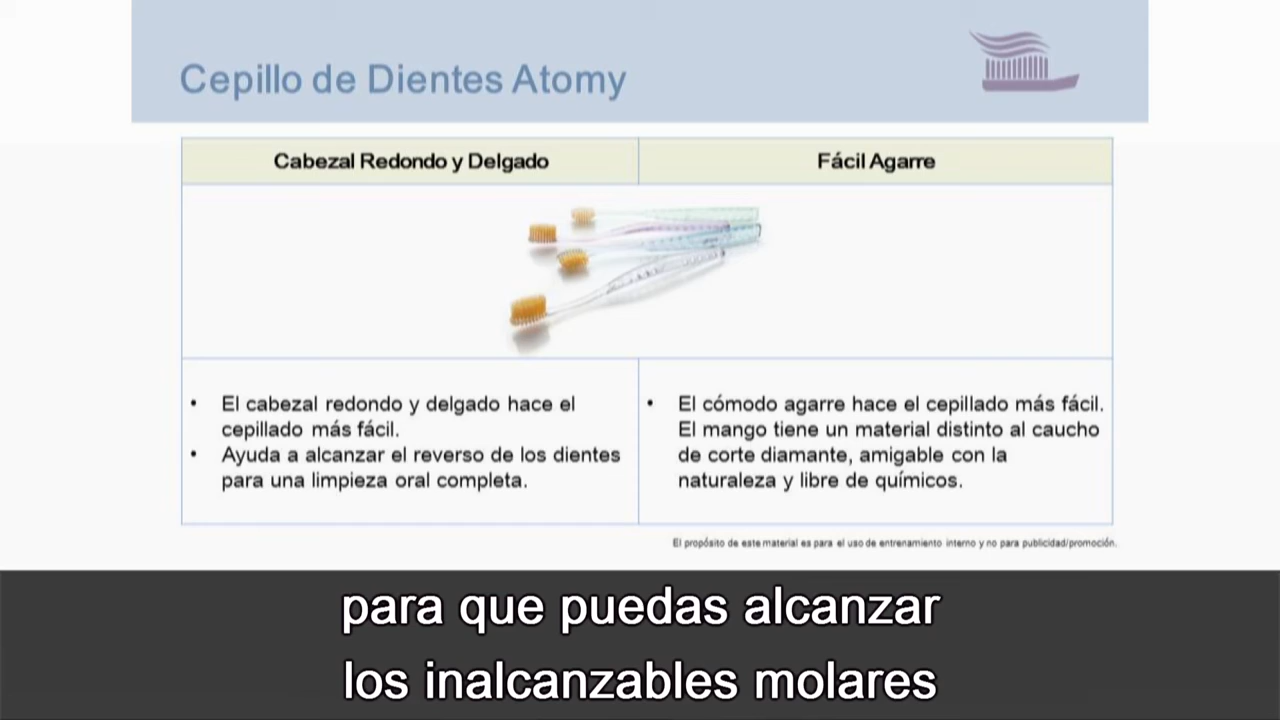 Cepillo de Dientes Atomy
Cabezal Redondo y Delgado
Fácil Agarre
• El cabezal redondo y delgado hace el
cepillado más fácil.
• Ayuda a alcanzar el reverso de los dientes
para una limpieza oral completa.
• El cómodo agarre hace el cepillado más fácil.
El mango tiene un material distinto al caucho
de corte diamante, amigable con la
naturaleza y libre de químicos.
El propósito de este material es para el uso de entrenamiento interno y no para publicidad/promoción.
para que puedas alcanzar
los inalcanzables molares